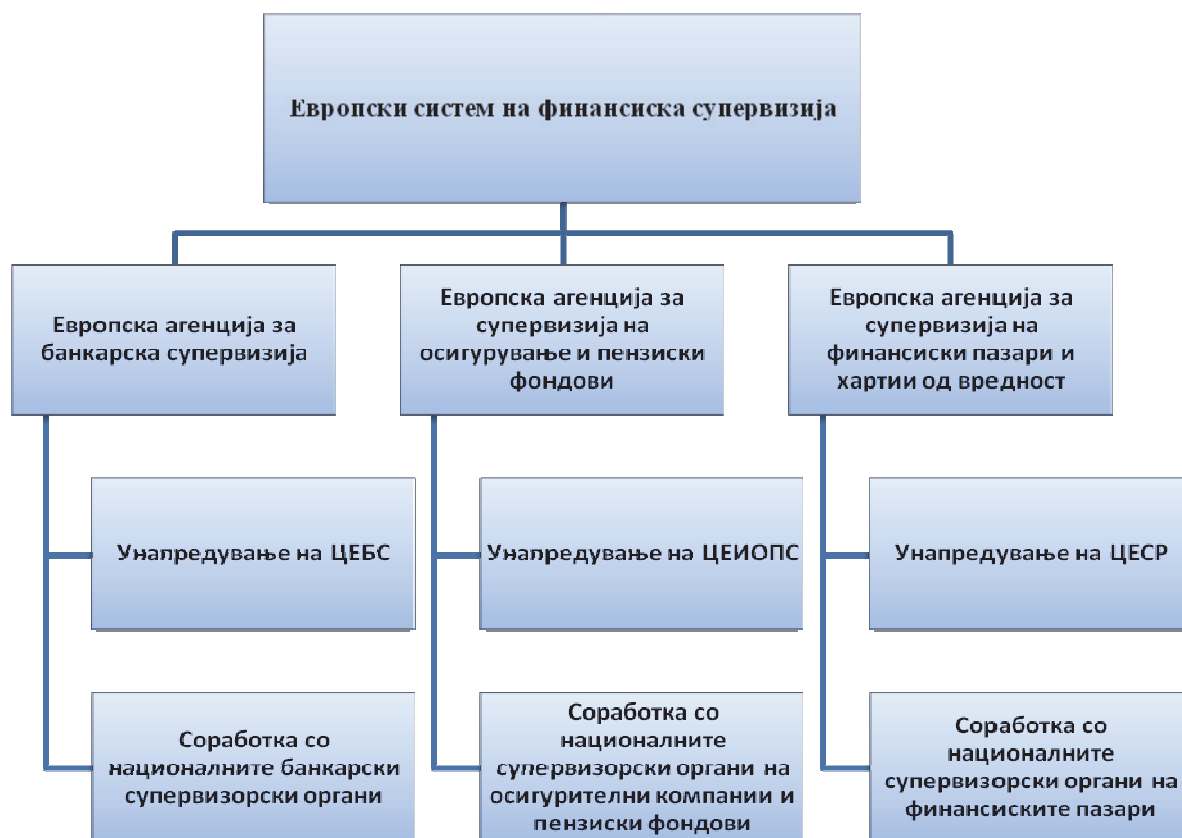 Европски систем на финансиска супервизија
Европска агенција за
банкарска супервизија
Европска агенција за
супервизија на
осигурување и пензиски
фондови
Европска агенција за
супервизија на
финансиски пазари и
хартии од вредност
Унапредување на ЦЕБС
Унапредување на ЦЕИОПС
Унапредување на ЦЕСР
Соработка со
националните банкарски
супервизорски органи
Соработка со
националните
супервизорски органи на
осигурителни компании и
пензиски фондови
Соработка со
националните
супервизорски органи на
финансиските пазари